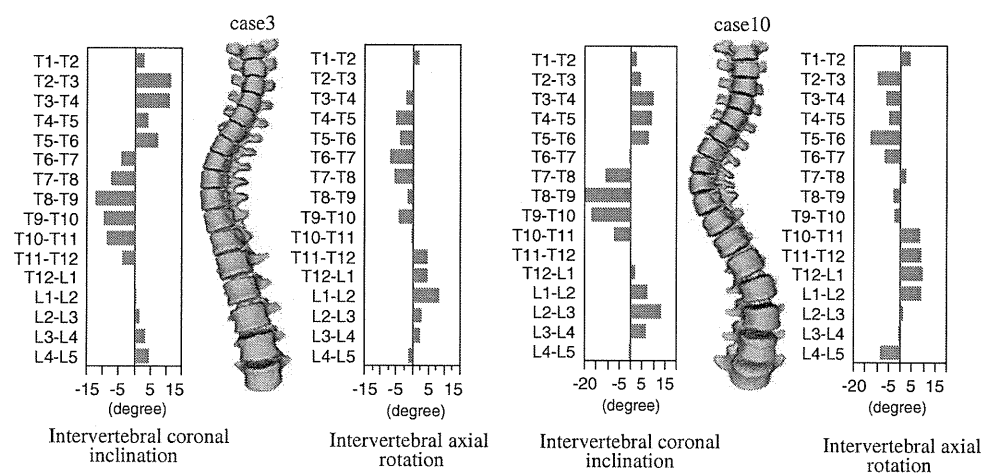 case3
T1-T2
T2-T3
T3-T4
T4-T5
T5-T6
T6-T7
T7-T8
T8-T9
T9-T10
T10-T11
T11-T12
T12-L1
L1-L2
L2-L3
L3-L4
L4-L5
-15 -5 5 15
(degree)
Intervertebral coronal
inclination
T1-T2
T2-T3
T3-T4
T4-T5
T5-T6
T6-T7
T7-T8
T8-T9
T9-T10
T10-T11
T11-T12
T12-L1
L1-L2
L2-L3
L3-L4
L4-L5
-15 -5 5 15
(degree)
Intervertebral axial
rotation
case10
T1-T2
T2-T3
T3-T4
T4-T5
T5-T6
T6-T7
T7-T8
T8-T9
T9-T10
T10-T11
T11-T12
T12-L1
L1-L2
L2-L3
L3-L4
L4-L5
-15 -5 5 15
(degree)
Intervertebral coronal
inclination
T1-T2
T2-T3
T3-T4
T4-T5
T5-T6
T6-T7
T7-T8
T8-T9
T9-T10
T10-T11
T11-T12
T12-L1
L1-L2
L2-L3
L3-L4
L4-L5
-20 -10 5 15
(degree)
Intervertebral axial
rotation